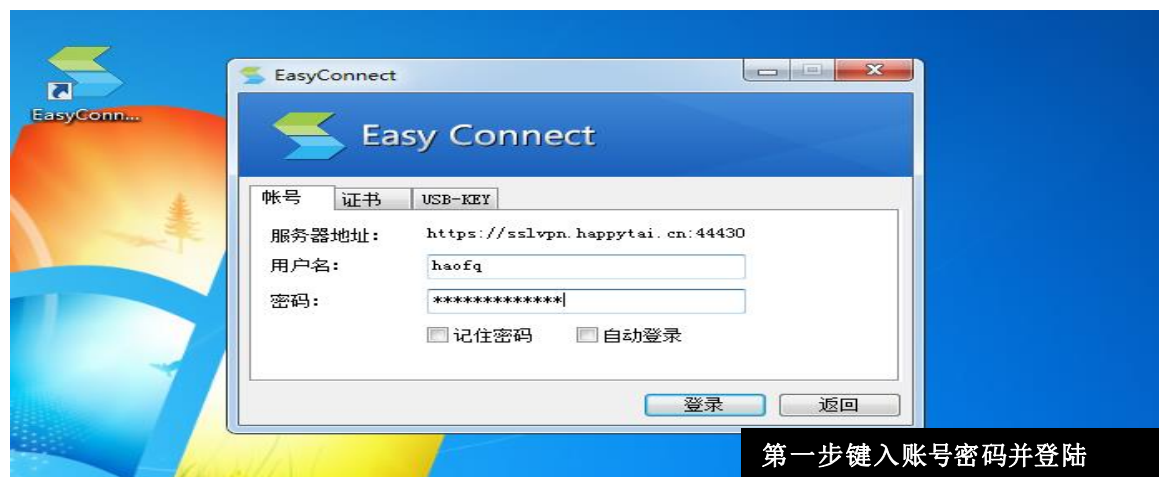 EasyConn...
EasyConnect
Easy Connect
帐号
证书
USB-KEY
服务器地址: https://sslvpn.happytai.cn:44430
用户名: haofq
密码: *************
记住密码
自动登录
登录
返回
第一步键入账号密码并登陆